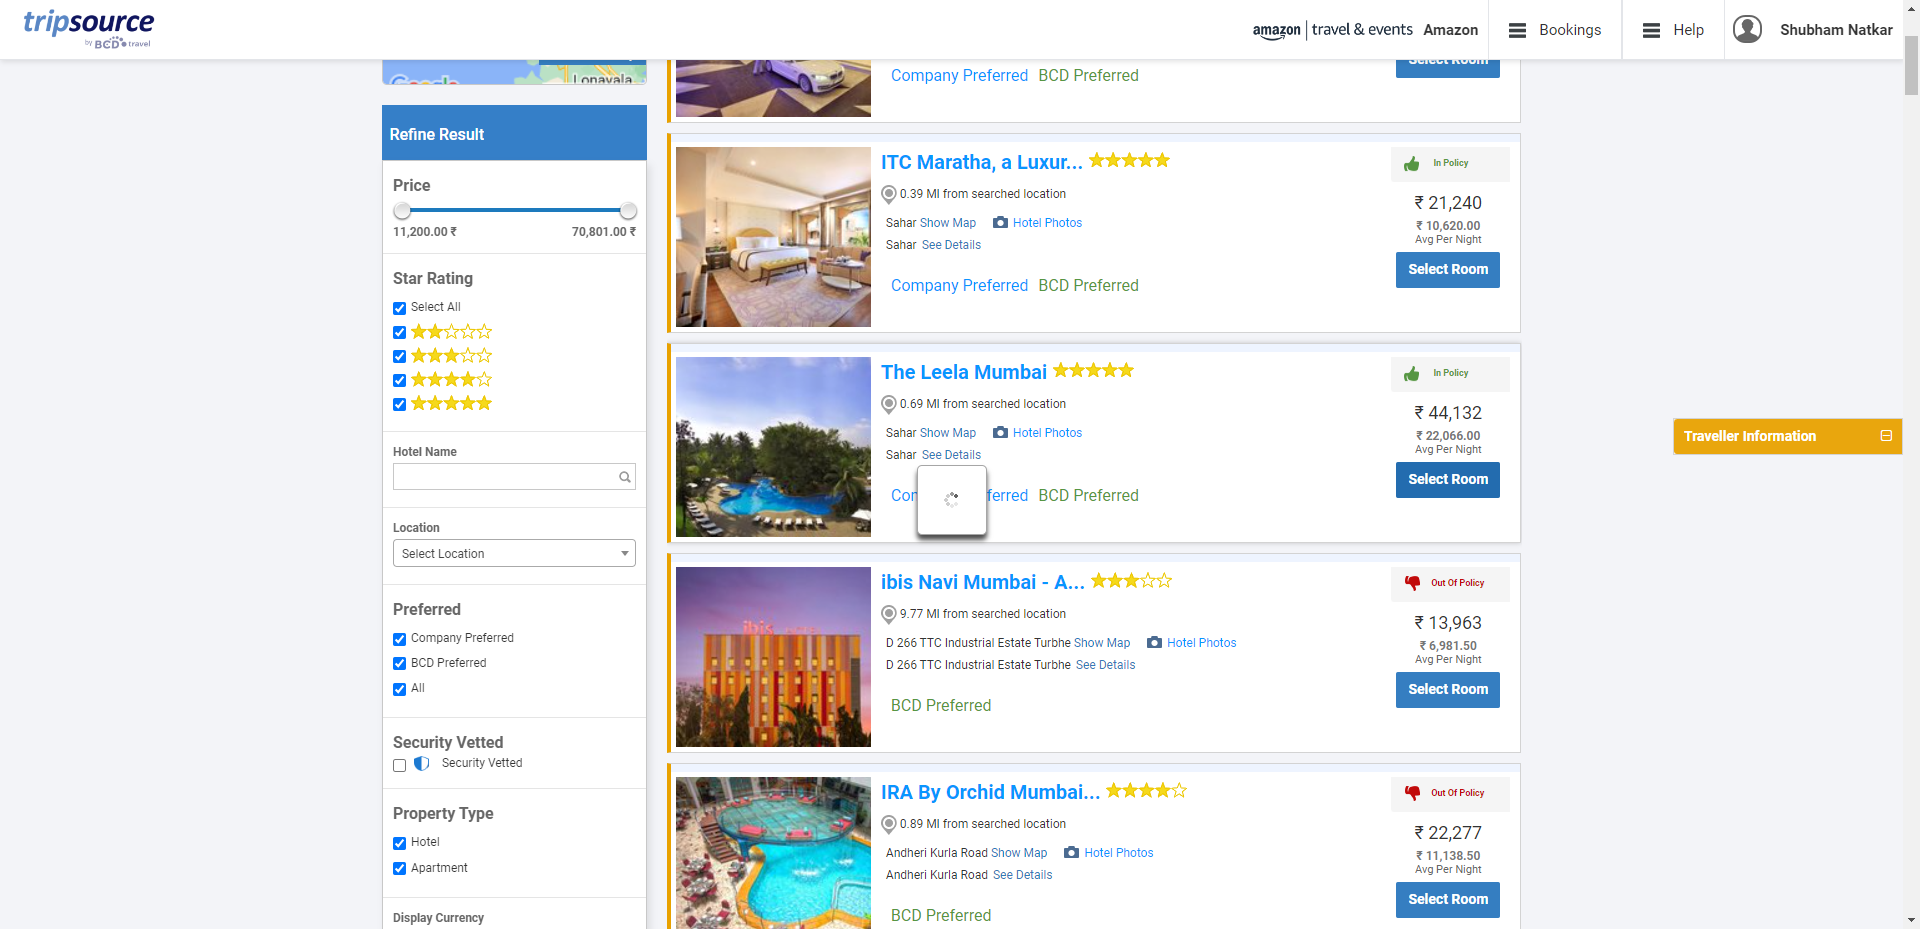 tripsource
by BCD travel
amazon travel & events Amazon
Bookings
Help
Shubham Natkar
Google
Lonavala
Refine Result
Price
11,200.00 ₹ 70,801.00 ₹
Star Rating
Select All
Hotel Name
Location
Select Location
Preferred
Company Preferred
BCD Preferred
All
Security Vetted
Security Vetted
Property Type
Hotel
Apartment
Display Currency
Company Preferred BCD Preferred
Select Room
ITC Maratha, a Luxur...
0.39 MI from searched location
Sahar Show Map Hotel Photos
Sahar See Details
Company Preferred BCD Preferred
In Policy
₹ 21,240
₹ 10,620.00
Avg Per Night
Select Room
The Leela Mumbai
0.69 MI from searched location
Sahar Show Map Hotel Photos
Sahar See Details
BCD Preferred
In Policy
₹ 44,132
₹ 22,066.00
Avg Per Night
Select Room
ibis Navi Mumbai - A...
9.77 MI from searched location
D 266 TTC Industrial Estate Turbhe Show Map Hotel Photos
D 266 TTC Industrial Estate Turbhe See Details
BCD Preferred
ibis
Out Of Policy
₹ 13,963
₹ 6,981.50
Avg Per Night
Select Room
IRA By Orchid Mumbai...
0.89 MI from searched location
Andheri Kurla Road Show Map Hotel Photos
Andheri Kurla Road See Details
BCD Preferred
Out Of Policy
₹ 22,277
₹ 11,138.50
Avg Per Night
Select Room
Traveller Information